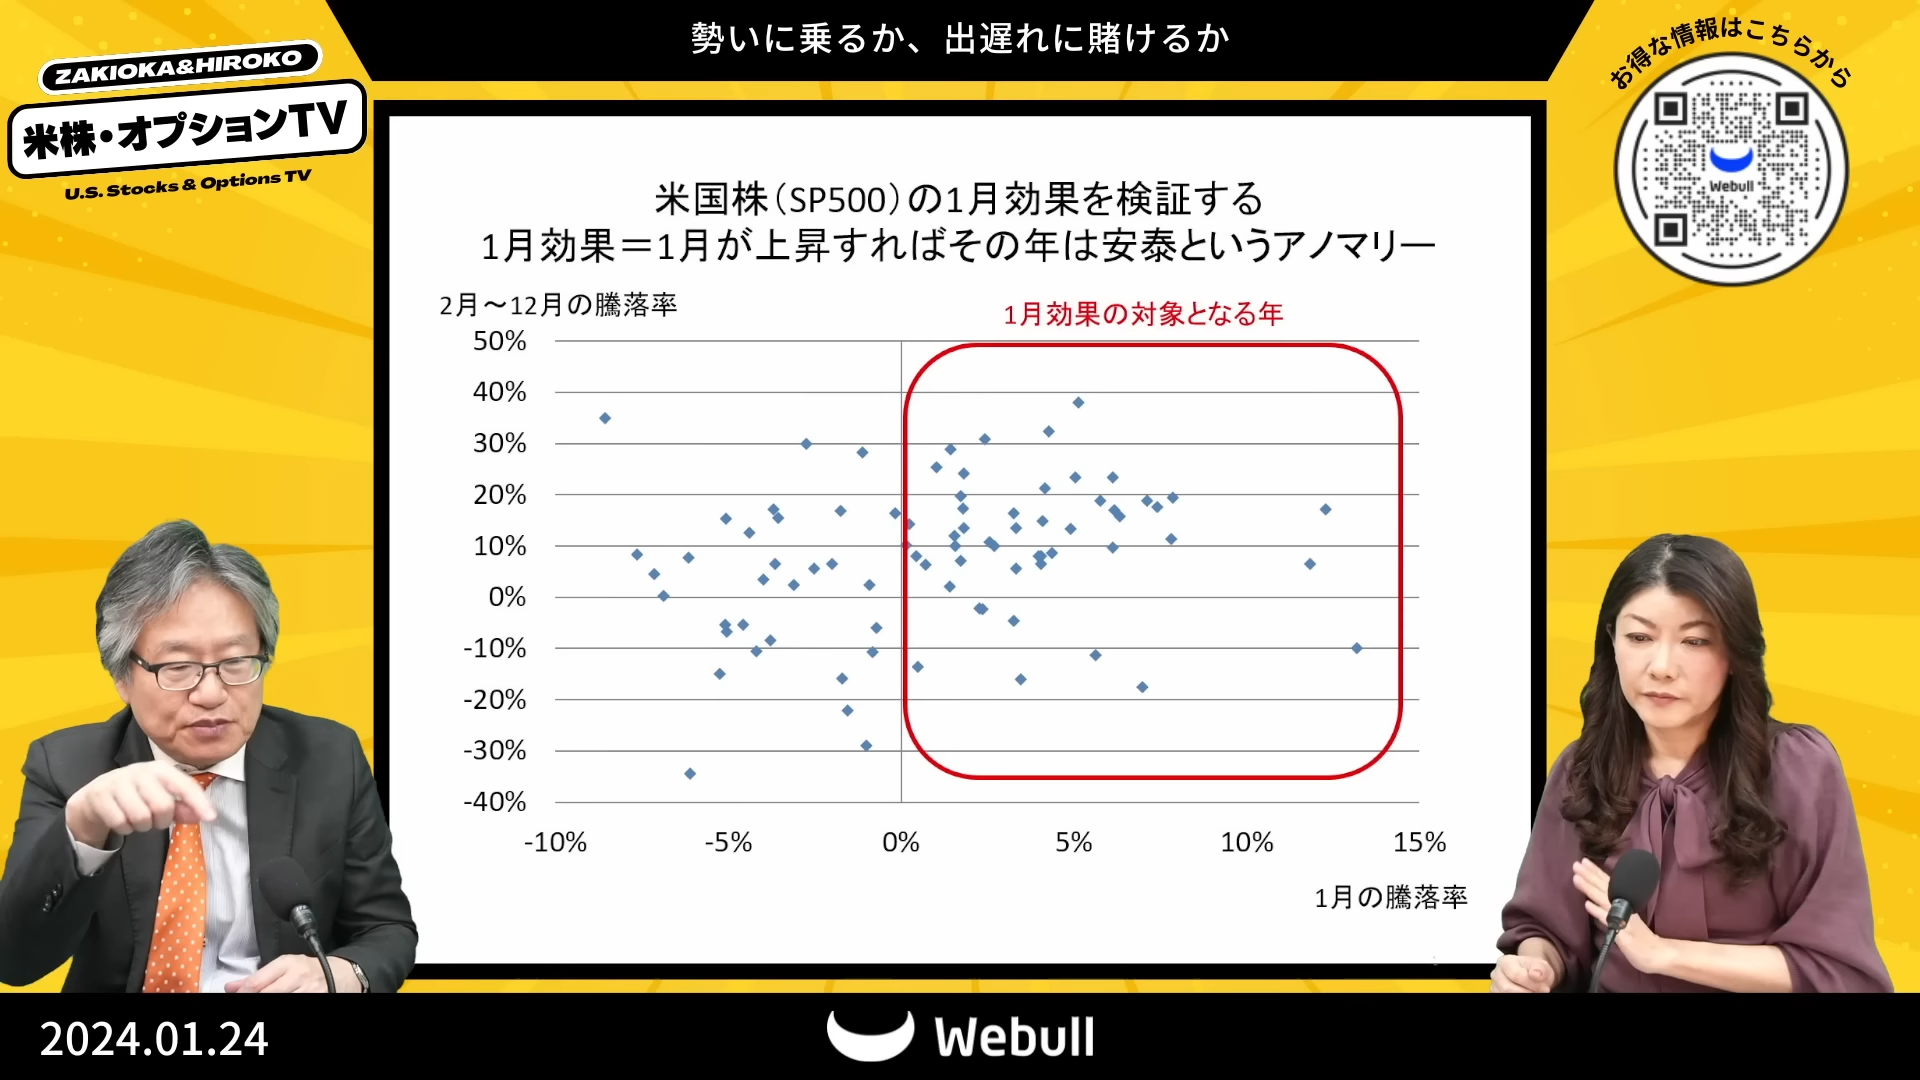 勢いに乗るか、出遅れに賭けるか
ZAKIOKA&HIROKO
米株・オプションTV
U.S. Stocks & Options TV
お得な情報はこちらから
Webull
米国株（SP500）の1月効果を検証する
1月効果＝1月が上昇すればその年は安泰というアノマリー
2月～12月の騰落率
1月効果の対象となる年
50%
40%
30%
20%
10%
0%
-10%
-20%
-30%
-40%
-10% -5% 0% 5% 10% 15%
1月の騰落率
2024.01.24
Webull